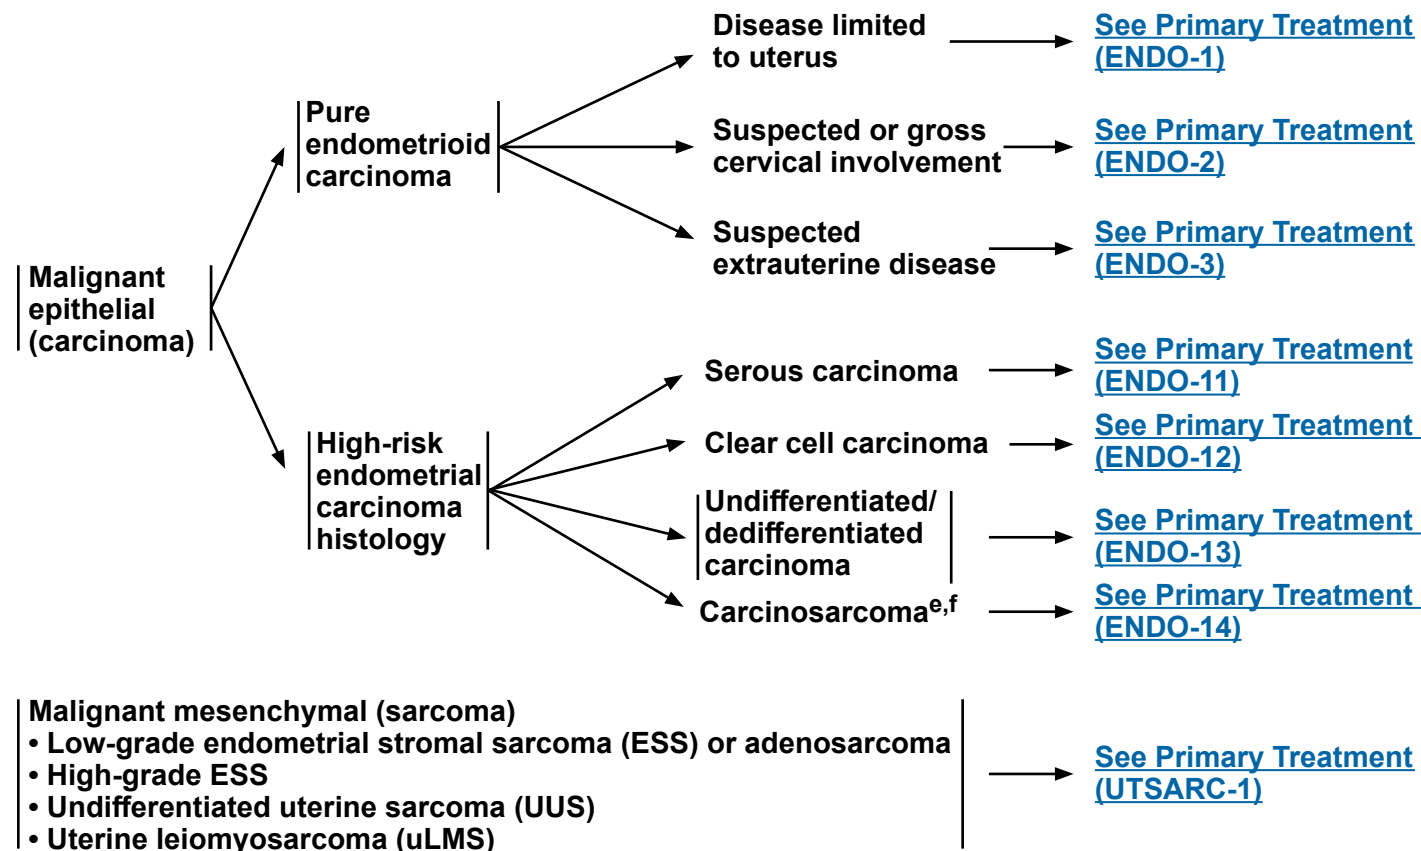 Malignant
epithelial
(carcinoma)
Pure
endometrioid
carcinoma
Disease limited
to uterus
See Primary Treatment
(ENDO-1)
Suspected or gross
cervical involvement
See Primary Treatment
(ENDO-2)
Suspected
extrauterine disease
See Primary Treatment
(ENDO-3)
High-risk
endometrial
carcinoma
histology
Serous carcinoma
See Primary Treatment
(ENDO-11)
Clear cell carcinoma
See Primary Treatment
(ENDO-12)
Undifferentiated/
dedifferentiated
carcinoma
See Primary Treatment
(ENDO-13)
Carcinosarcomae,f
See Primary Treatment
(ENDO-14)
Malignant mesenchymal (sarcoma)
• Low-grade endometrial stromal sarcoma (ESS) or adenosarcoma
• High-grade ESS
• Undifferentiated uterine sarcoma (UUS)
• Uterine leiomyosarcoma (uLMS)
See Primary Treatment
(UTSARC-1)